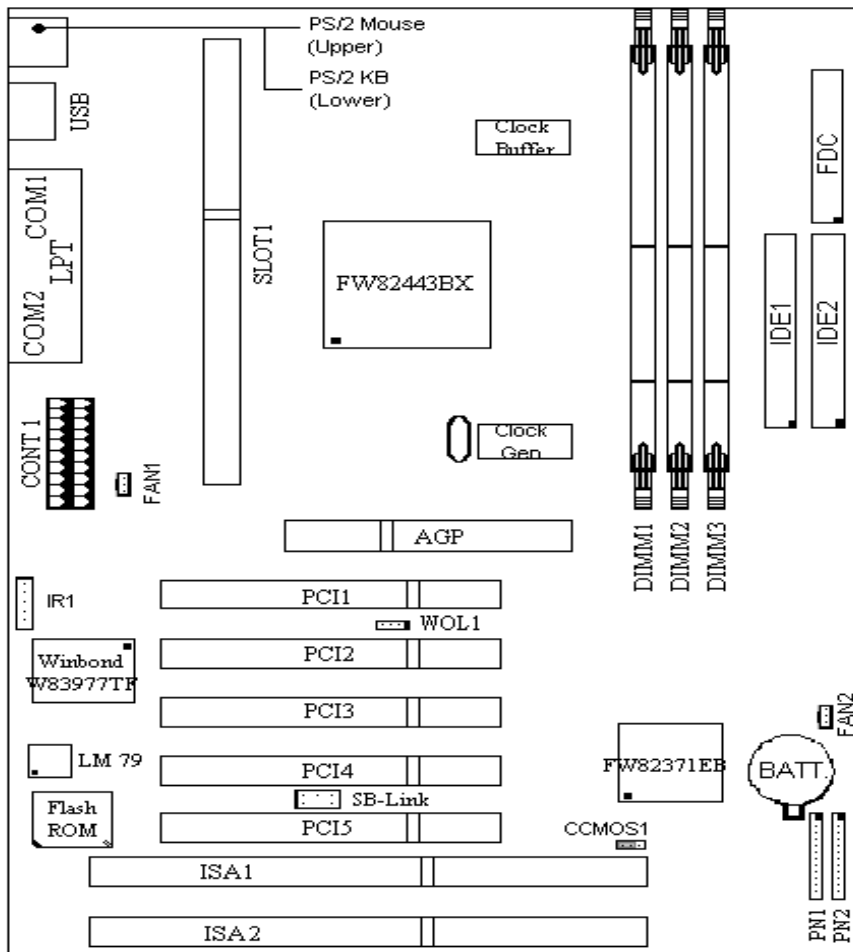 PS/2 Mouse
(Upper)
PS/2 KB
(Lower)
USB
Clock
Buffer
FDC
COM1
LPT
COM2
SLOT1
FW82443BX
IDE1
IDE2
CONT1
FAN1
Clock
Gen
AGP
DIMM1
DIMM2
DIMM3
IR1
PCI1
WOL1
Winbond
W83977TF
PCI2
PCI3
FAN2
LM 79
PCI4
FW82371EB
BATT.
SB-Link
Flash
ROM
PCI5
CCMOS1
ISA1
PN1
PN2
ISA2